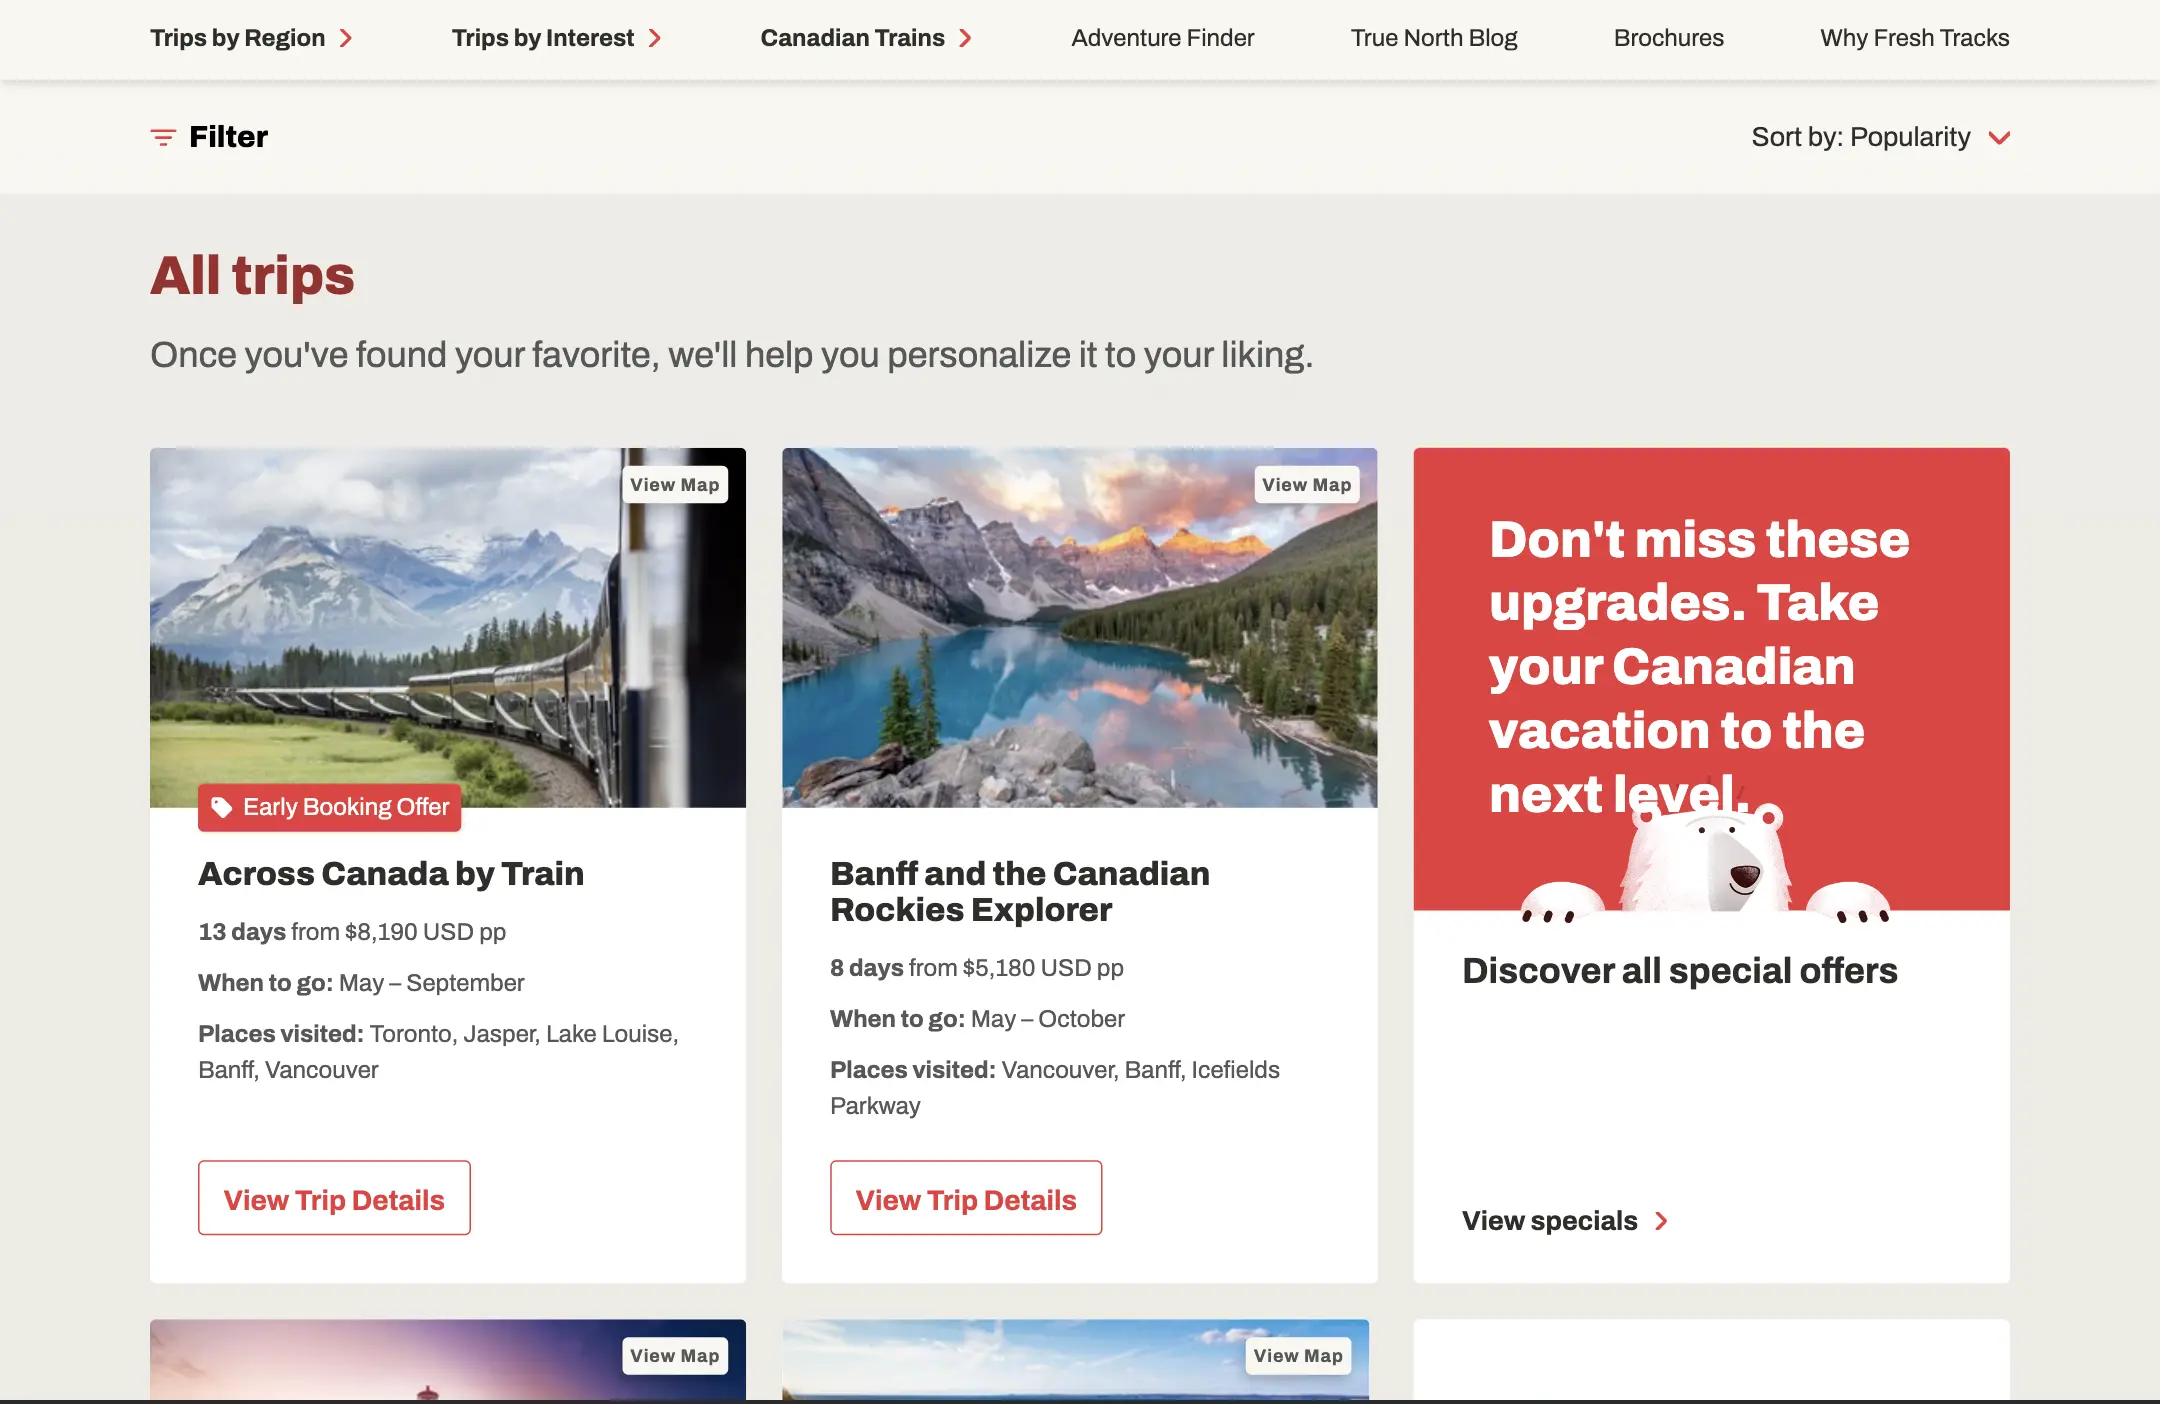 Trips by Region
Trips by Interest
Canadian Trains
Adventure Finder
True North Blog
Brochures
Why Fresh Tracks
Filter
Sort by: Popularity
All trips
Once you've found your favorite, we'll help you personalize it to your liking.
View Map
Early Booking Offer
Across Canada by Train
13 days from $8,190 USD pp
When to go: May – September
Places visited: Toronto, Jasper, Lake Louise,
Banff, Vancouver
View Trip Details
View Map
Banff and the Canadian
Rockies Explorer
8 days from $5,180 USD pp
When to go: May – October
Places visited: Vancouver, Banff, Icefields
Parkway
View Trip Details
Don't miss these
upgrades. Take
your Canadian
vacation to the
next level.
Discover all special offers
View specials
View Map
View Map